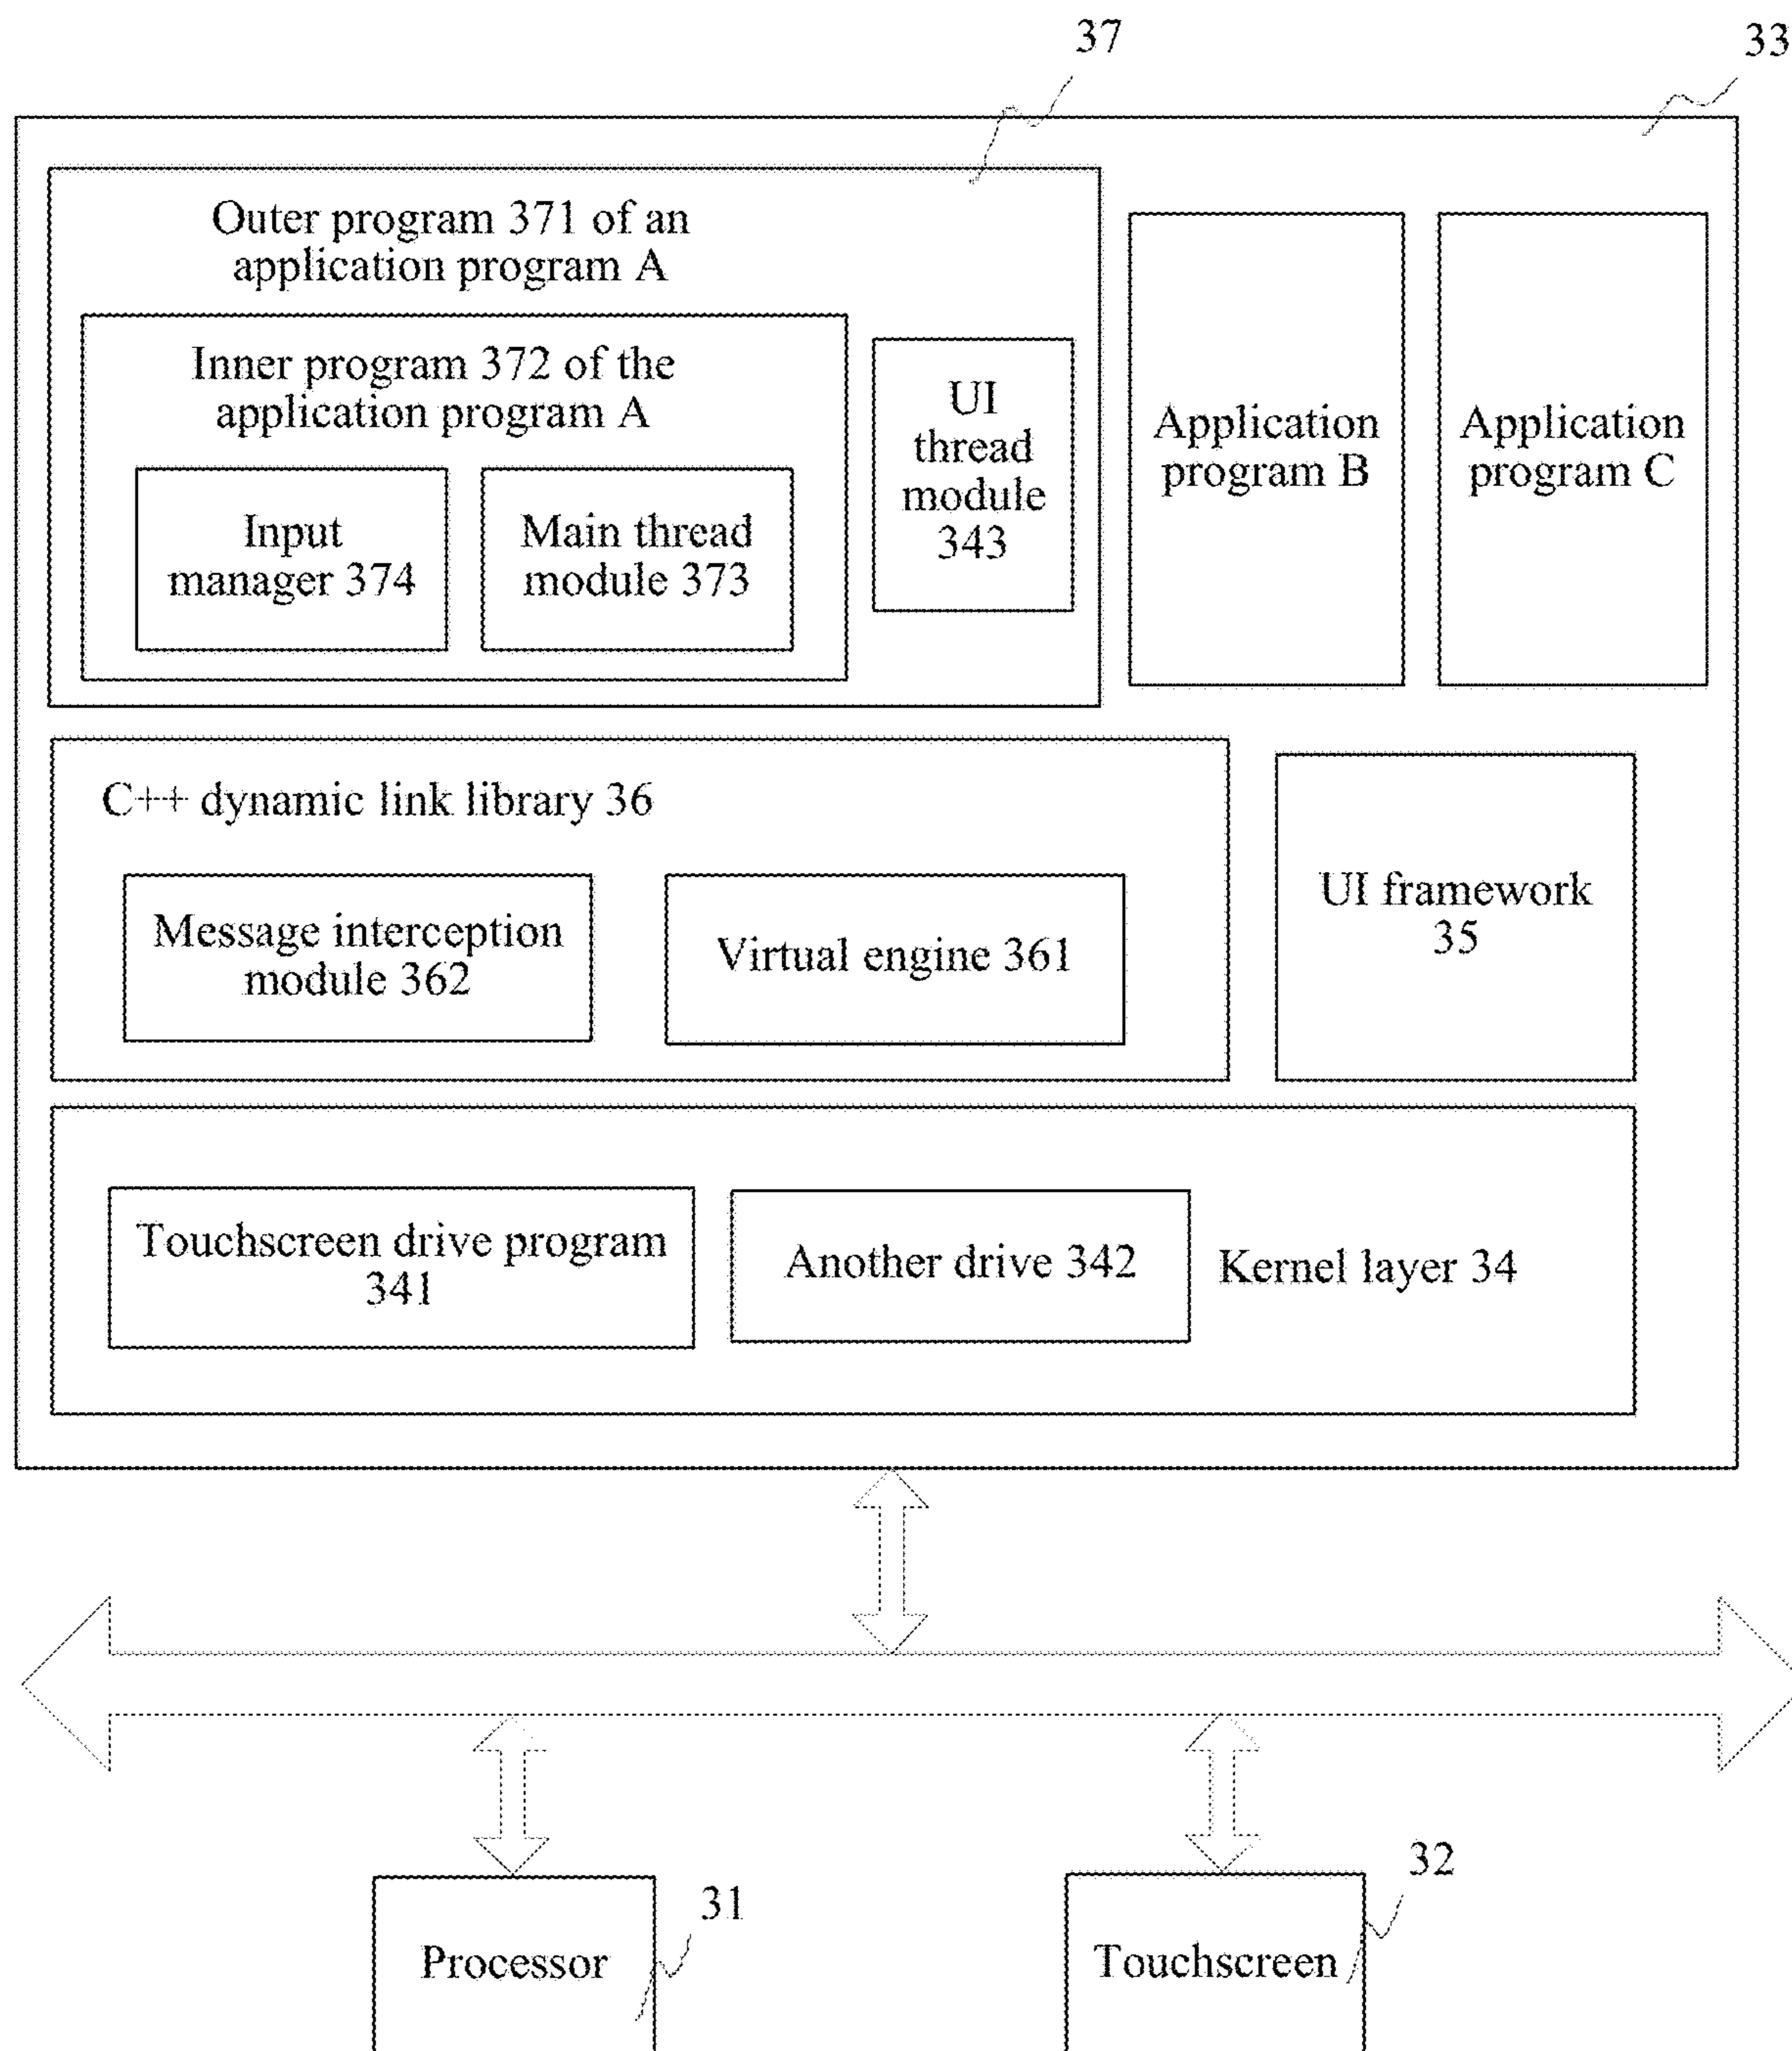 37
33
Outer program 371 of an
application program A
Inner program 372 of the
application program A
Input
manager 374
Main thread
module 373
UI
thread
module
343
Application
program B
Application
program C
C++ dynamic link library 36
Message interception
module 362
Virtual engine 361
UI framework
35
Touchscreen drive program
341
Another drive 342
Kernel layer 34
31
32
Processor
Touchscreen